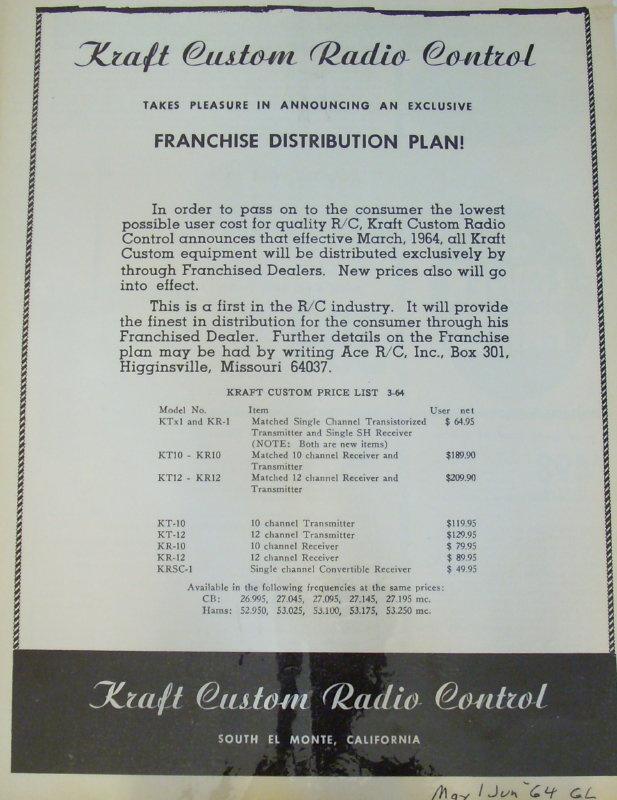 Kraft Custom Radio Control
TAKES PLEASURE IN ANNOUNCING AN EXCLUSIVE
FRANCHISE DISTRIBUTION PLAN!
In order to pass on to the consumer the lowest
possible user cost for quality R/C, Kraft Custom Radio
Control announces that effective March, 1964, all Kraft
Custom equipment will be distributed exclusively by
through Franchised Dealers. New prices also will go
into effect.
This is a first in the R/C industry. It will provide
the finest in distribution for the consumer through his
Franchised Dealer. Further details on the Franchise
plan may be had by writing Ace R/C, Inc., Box 301,
Higginsville, Missouri 64037.
KRAFT CUSTOM PRICE LIST 3-64
Model No. Item User net
KTx1 and KR-1 Matched Single Channel Transistorized $ 64.95
Transmitter and Single SH Receiver
(NOTE: Both are new items)
KT10 - KR10 Matched 10 channel Receiver and $189.90
Transmitter
KT12 - KR12 Matched 12 channel Receiver and $209.90
Transmitter
KT-10 10 channel Transmitter $119.95
KT-12 12 channel Transmitter $129.95
KR-10 10 channel Receiver $ 79.95
KR-12 12 channel Receiver $ 89.95
KRSC-1 Single channel Convertible Receiver $ 49.95
Available in the following frequencies at the same prices:
CB: 26.995, 27.045, 27.095, 27.145, 27.195 mc.
Hams: 52.950, 53.025, 53.100, 53.175, 53.250 mc.
Kraft Custom Radio Control
SOUTH EL MONTE, CALIFORNIA
May / Jun '64 GL